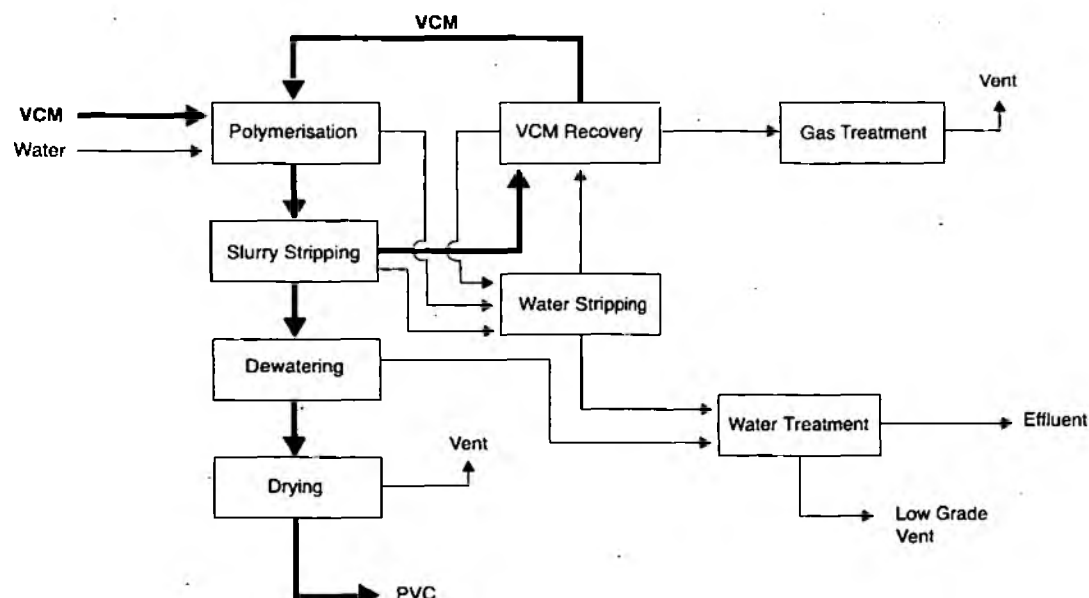 VCM
Vent
VCM
Polymerisation
VCM Recovery
Gas Treatment
Water
Slurry Stripping
Water Stripping
Dewatering
Water Treatment
Effluent
Vent
Drying
Low Grade
Vent
PVC